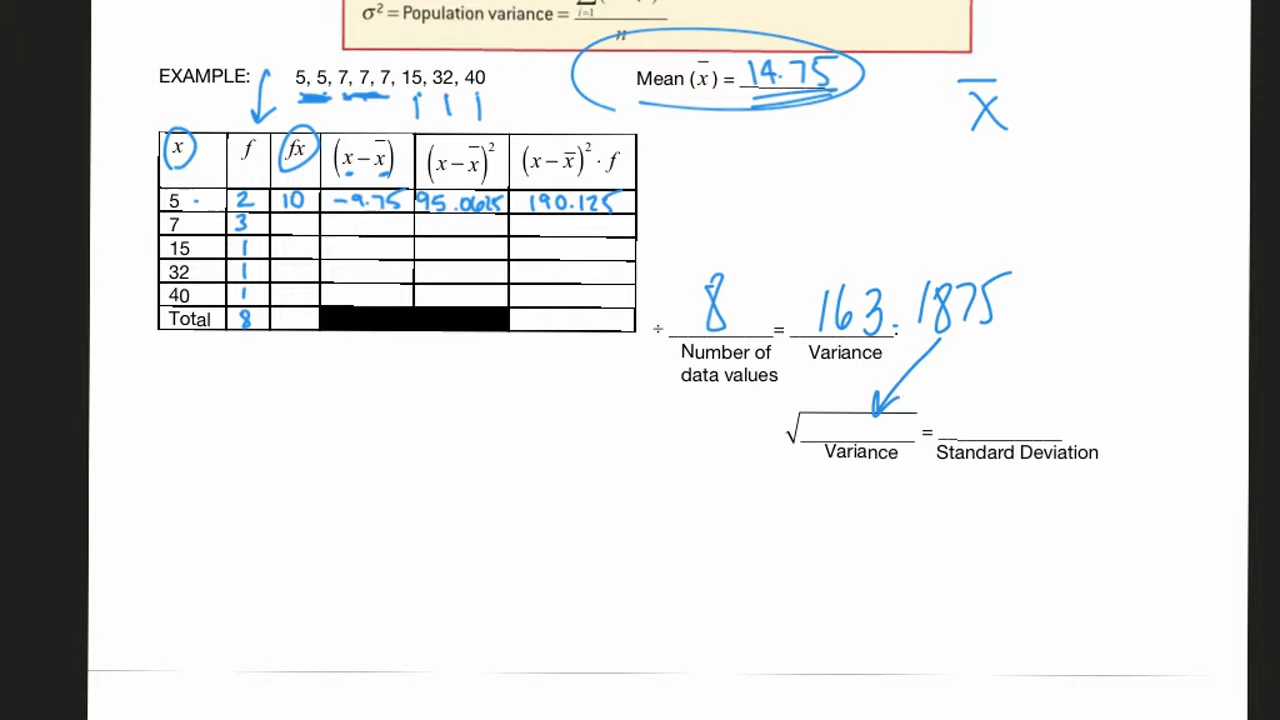 σ² = Population variance = i=1
n
EXAMPLE: 5, 5, 7, 7, 7, 15, 32, 40 Mean (x̄) = 14.75
x̄
x f fx (x−x̄) (x−x̄)² (x−x̄)²·f
5 2 10 −9.75 95.0625 190.125
7 3
15 1
32 1
40 1
Total 8
÷ 8 = 163.1875
Number of data values Variance
√ = 
Variance Standard Deviation